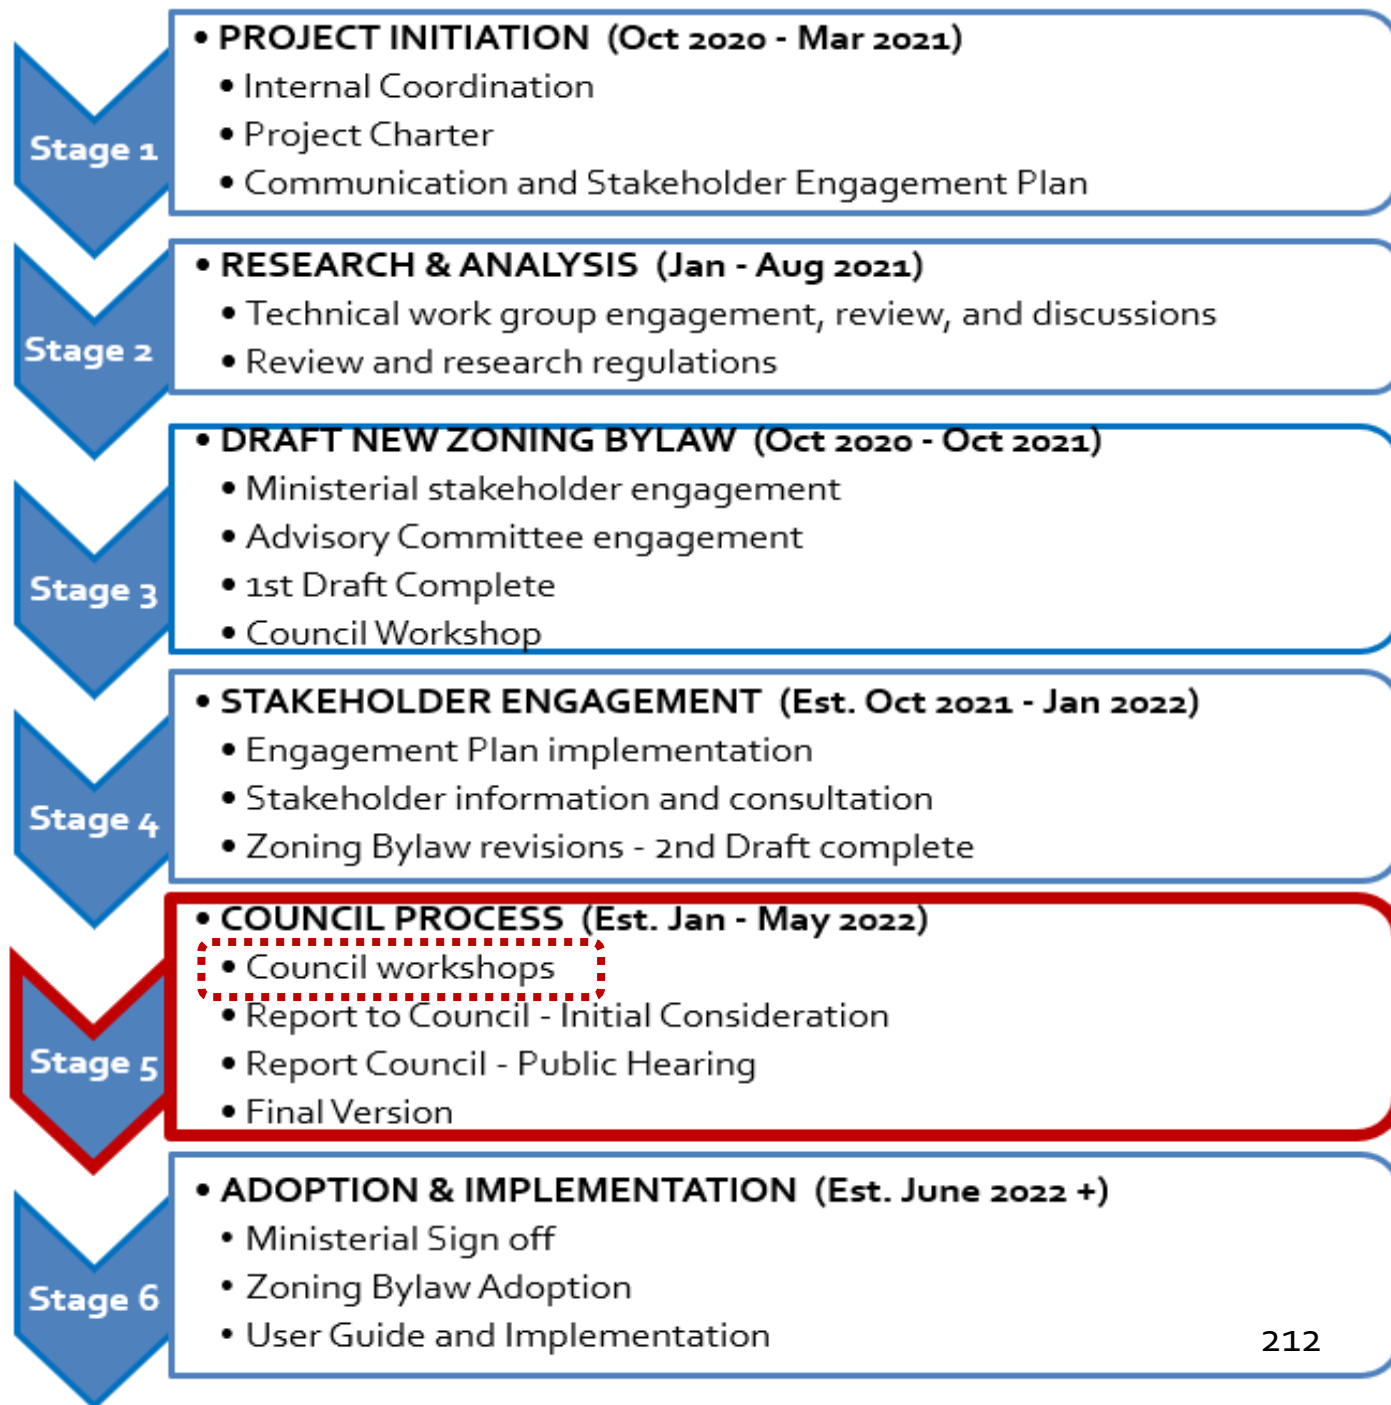 • PROJECT INITIATION (Oct 2020 - Mar 2021)
• Internal Coordination
• Project Charter
• Communication and Stakeholder Engagement Plan
Stage 1
• RESEARCH & ANALYSIS (Jan - Aug 2021)
• Technical work group engagement, review, and discussions
• Review and research regulations
Stage 2
• DRAFT NEW ZONING BYLAW (Oct 2020 - Oct 2021)
• Ministerial stakeholder engagement
• Advisory Committee engagement
• 1st Draft Complete
• Council Workshop
Stage 3
• STAKEHOLDER ENGAGEMENT (Est. Oct 2021 - Jan 2022)
• Engagement Plan implementation
• Stakeholder information and consultation
• Zoning Bylaw revisions - 2nd Draft complete
Stage 4
• COUNCIL PROCESS (Est. Jan - May 2022)
• Council workshops
• Report to Council - Initial Consideration
• Report Council - Public Hearing
• Final Version
Stage 5
• ADOPTION & IMPLEMENTATION (Est. June 2022 +)
• Ministerial Sign off
• Zoning Bylaw Adoption
• User Guide and Implementation
Stage 6
212